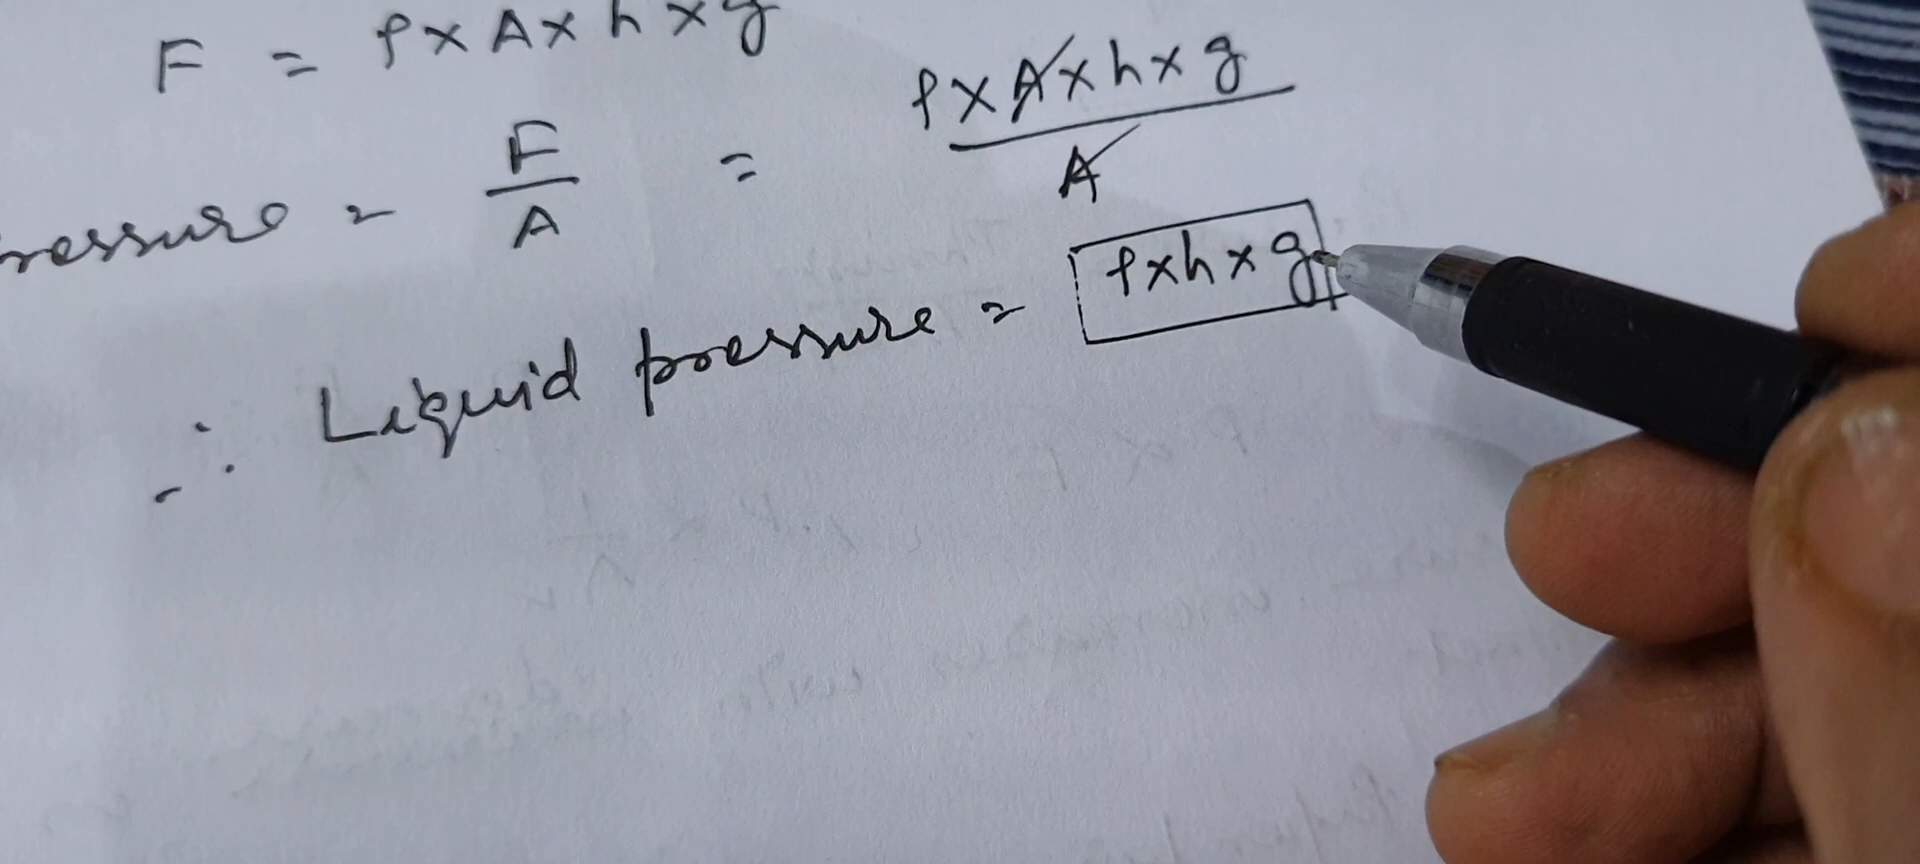 F = ρ × A × h × g
ressure = F/A = ρ × A × h × g / A
∴ Liquid pressure = ρ × h × g